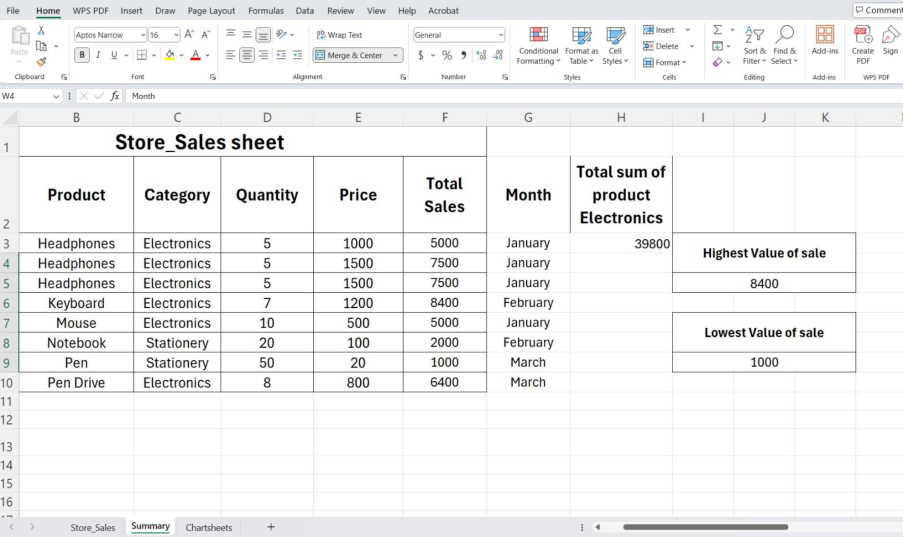 File Home WPS PDF Insert Draw Page Layout Formulas Data Review View Help Acrobat Comment
Aptos Narrow 16 A A Wrap Text General Insert Σ
Paste B I U A Merge & Center $ % Conditional Formatting Format as Table Cell Styles Delete Format Sort & Filter Find & Select Add-ins Create PDF Sign
Clipboard Font Alignment Number Styles Cells Editing Add-ins WPS PDF
W4 fx Month
B C D E F G H I J K
1 Store_Sales sheet
2 Product Category Quantity Price Total Sales Month Total sum of product Electronics
3 Headphones Electronics 5 1000 5000 January 39800 Highest Value of sale
4 Headphones Electronics 5 1500 7500 January
5 Headphones Electronics 5 1500 7500 January 8400
6 Keyboard Electronics 7 1200 8400 February
7 Mouse Electronics 10 500 5000 January Lowest Value of sale
8 Notebook Stationery 20 100 2000 February
9 Pen Stationery 50 20 1000 March 1000
10 Pen Drive Electronics 8 800 6400 March
11
12
13
14
15
16
Store_Sales Summary Chartsheets +